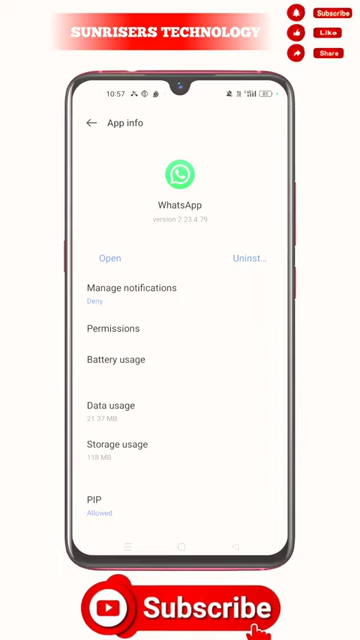 SUNRISERS TECHNOLOGY
Subscribe
Like
Share
10:57
App info
WhatsApp
version 2.23.4.79
Open
Uninst...
Manage notifications
Deny
Permissions
Battery usage
Data usage
21.37 MB
Storage usage
118 MB
PIP
Allowed
Subscribe